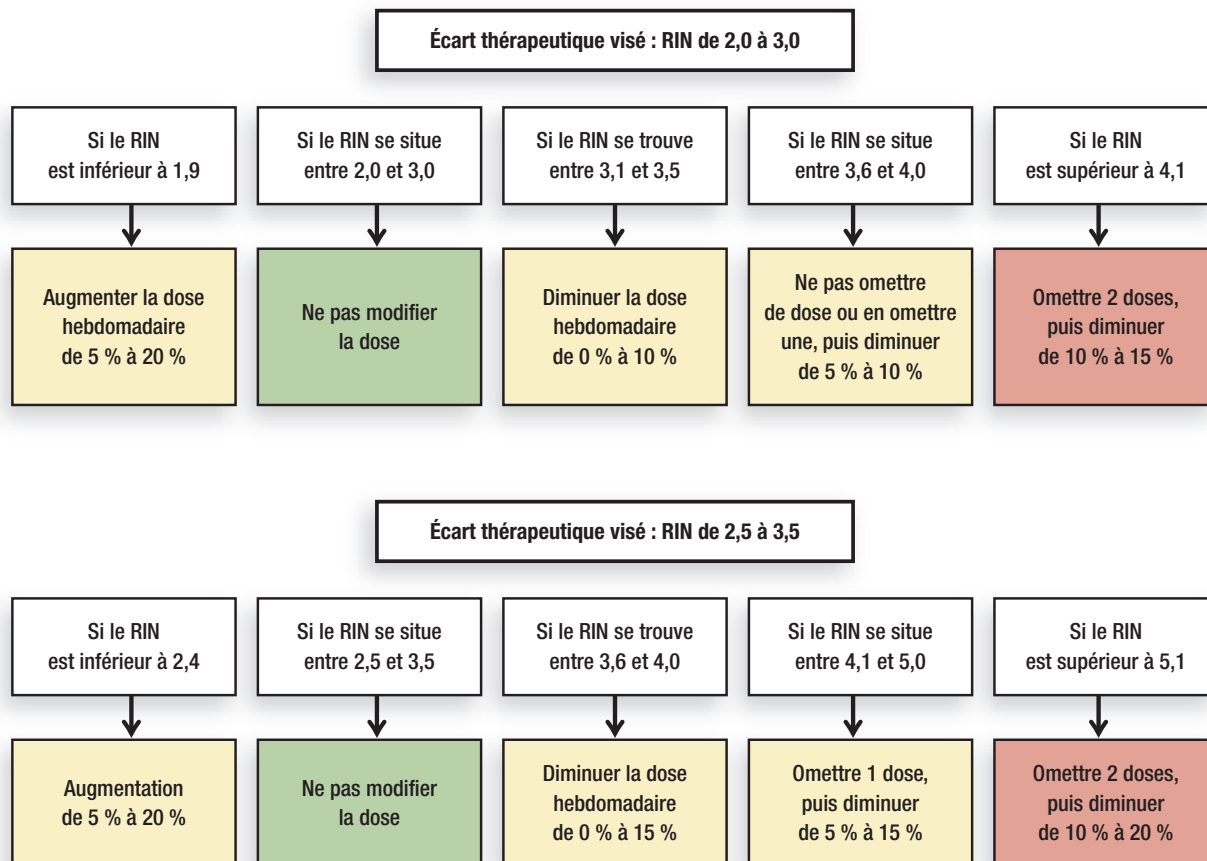 Écart thérapeutique visé : RIN de 2,0 à 3,0
Si le RIN
est inférieur à 1,9
Si le RIN se situe
entre 2,0 et 3,0
Si le RIN se trouve
entre 3,1 et 3,5
Si le RIN se situe
entre 3,6 et 4,0
Si le RIN
est supérieur à 4,1
Augmenter la dose
hebdomadaire
de 5 % à 20 %
Ne pas modifier
la dose
Diminuer la dose
hebdomadaire
de 0 % à 10 %
Ne pas omettre
de dose ou en omettre
une, puis diminuer
de 5 % à 10 %
Omettre 2 doses,
puis diminuer
de 10 % à 15 %
Écart thérapeutique visé : RIN de 2,5 à 3,5
Si le RIN
est inférieur à 2,4
Si le RIN se situe
entre 2,5 et 3,5
Si le RIN se trouve
entre 3,6 et 4,0
Si le RIN se situe
entre 4,1 et 5,0
Si le RIN
est supérieur à 5,1
Augmentation
de 5 % à 20 %
Ne pas modifier
la dose
Diminuer la dose
hebdomadaire
de 0 % à 15 %
Omettre 1 dose,
puis diminuer
de 5 % à 15 %
Omettre 2 doses,
puis diminuer
de 10 % à 20 %